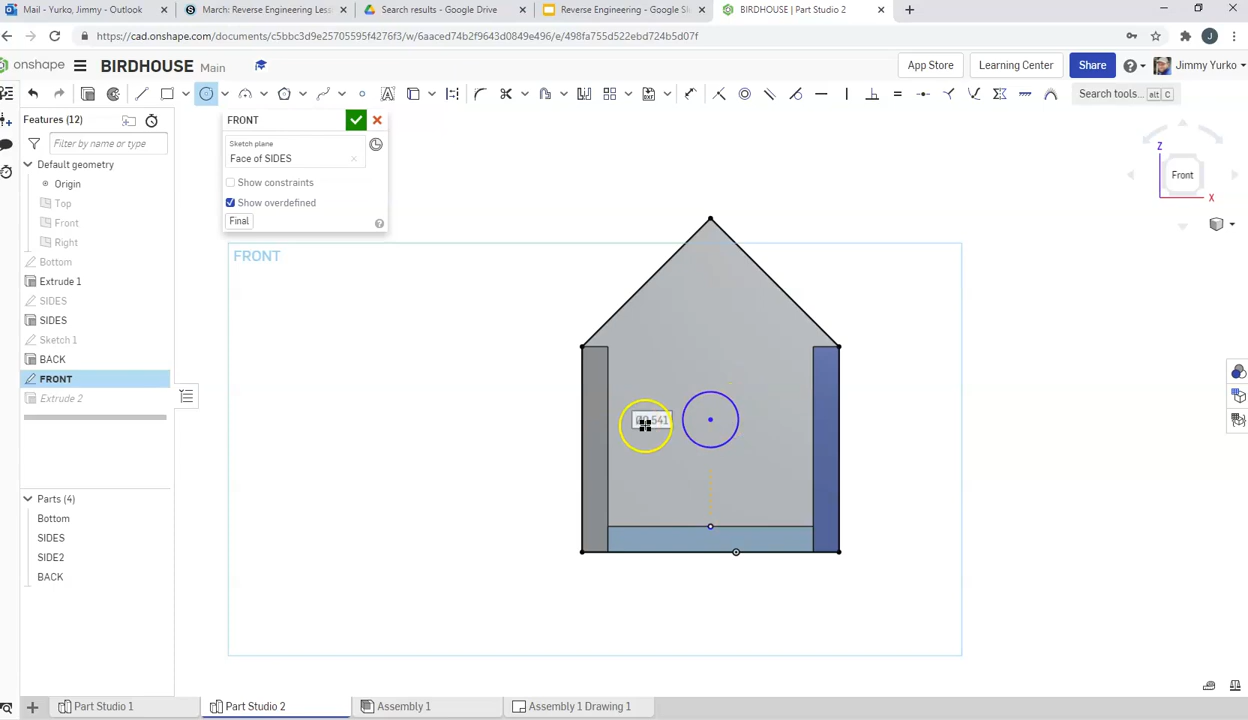 Mail - Yurko, Jimmy - Outlook
March: Reverse Engineering Less
Search results - Google Drive
Reverse Engineering - Google Sl
BIRDHOUSE | Part Studio 2
https://cad.onshape.com/documents/c5bbc3d9e25705595f4276f3/w/6aaced74b2f9643d0849e496/e/498fa755d522ebd724b5d07f
J
onshape
BIRDHOUSE
Main
App Store
Learning Center
Share
Jimmy Yurko
Search tools...
alt
C
Features (12)
Filter by name or type
Default geometry
Origin
Top
Front
Right
Bottom
Extrude 1
SIDES
SIDES
Sketch 1
BACK
FRONT
Extrude 2
Parts (4)
Bottom
SIDES
SIDE2
BACK
FRONT
Sketch plane
Face of SIDES
Show constraints
Show overdefined
Final
FRONT
Z
Front
X
Part Studio 1
Part Studio 2
Assembly 1
Assembly 1 Drawing 1